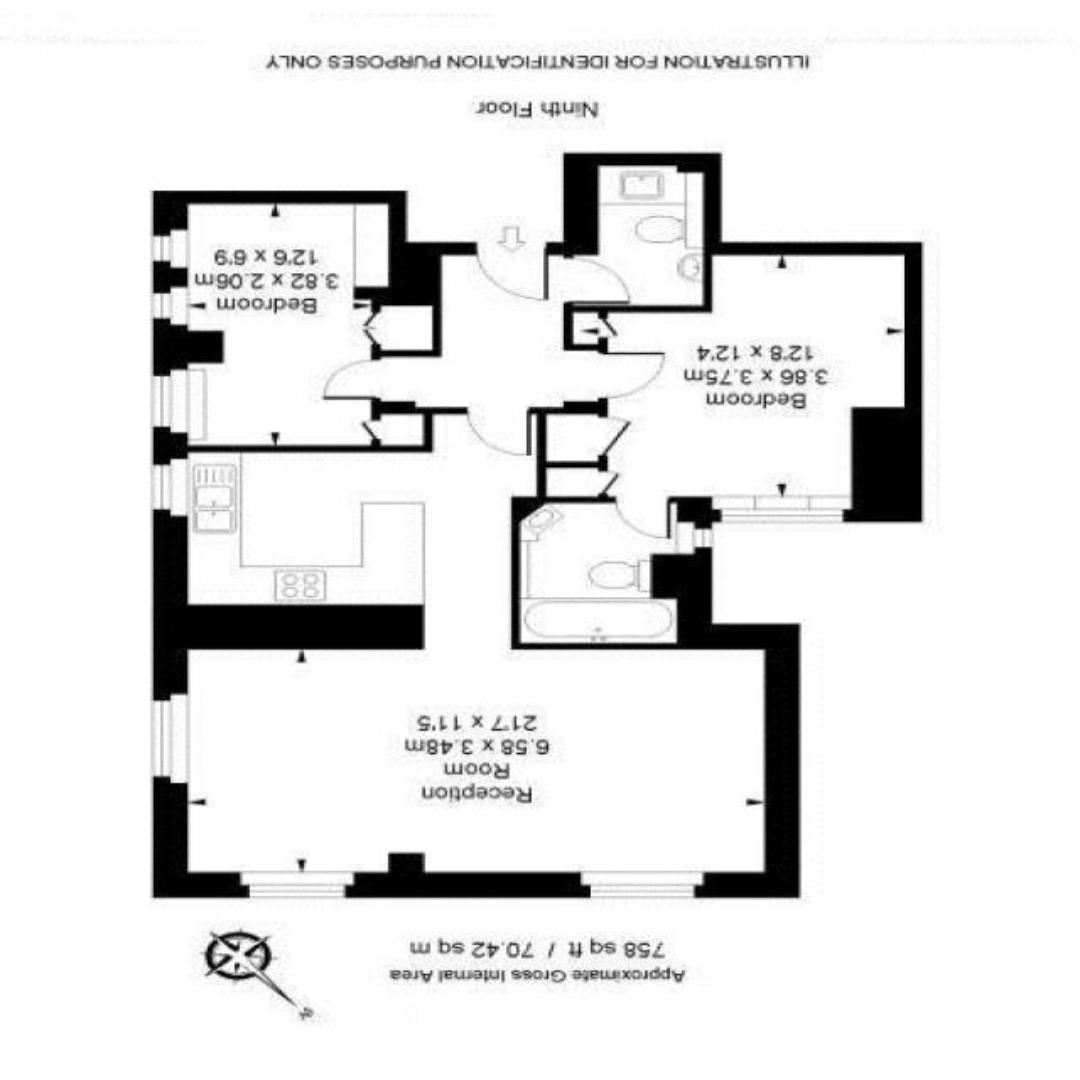 Approximate Gross Internal Area
758 sq ft / 70.42 sq m
N
Reception
Room
6.58 x 3.48m
21'7 x 11'5
Bedroom
3.86 x 3.75m
12'8 x 12'4
Bedroom
3.82 x 2.06m
12'6 x 6'9
Ninth Floor
ILLUSTRATION FOR IDENTIFICATION PURPOSES ONLY